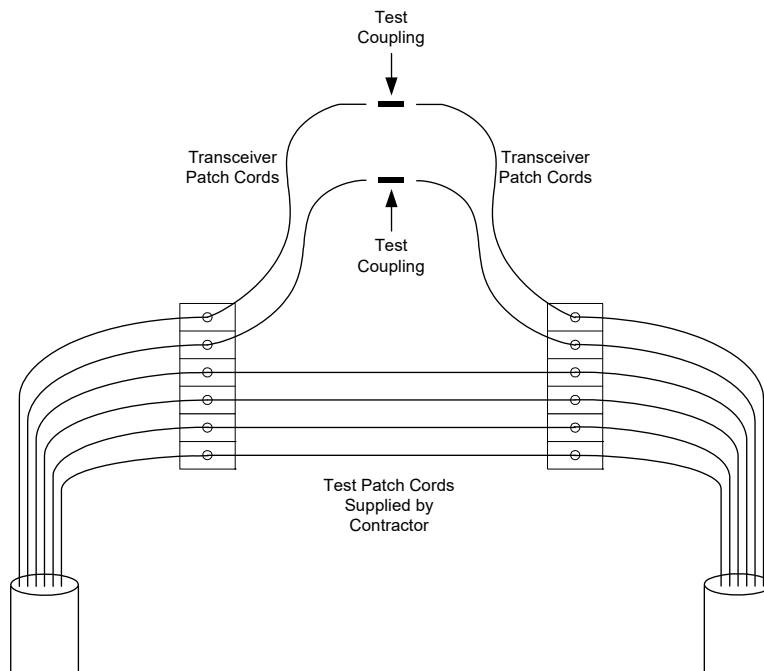 Test
Coupling
Transceiver
Patch Cords
Transceiver
Patch Cords
Test
Coupling
Test Patch Cords
Supplied by
Contractor